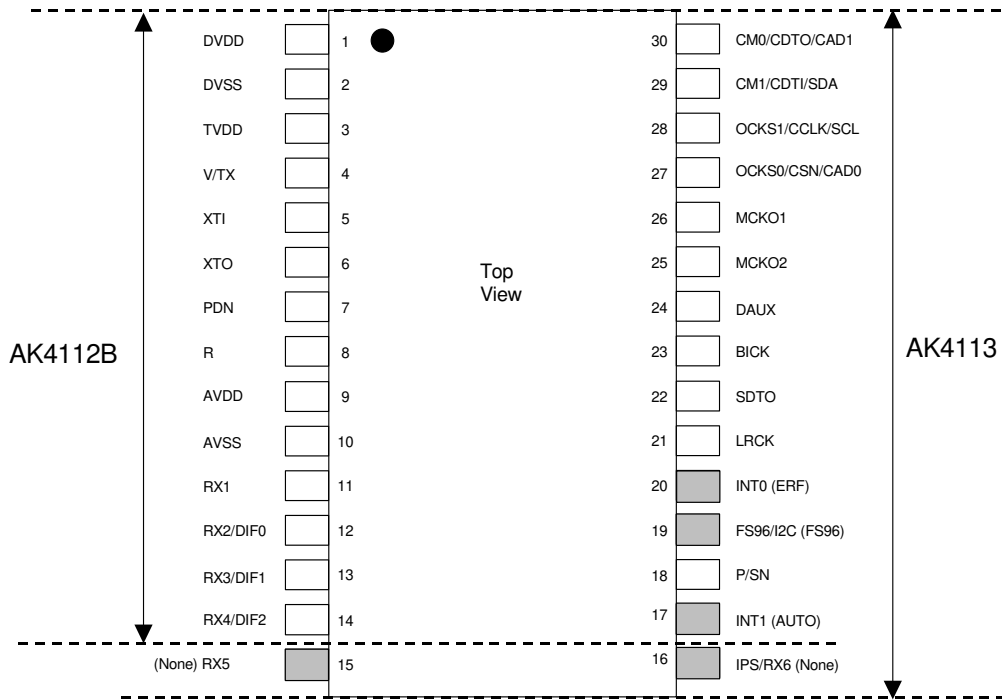 DVDD 1 30 CM0/CDTO/CAD1
DVSS 2 29 CM1/CDTI/SDA
TVDD 3 28 OCKS1/CCLK/SCL
V/TX 4 27 OCKS0/CSN/CAD0
XTI 5 26 MCKO1
XTO 6 25 MCKO2
Top
View
PDN 7 24 DAUX
AK4112B R 8 23 BICK AK4113
AVDD 9 22 SDTO
AVSS 10 21 LRCK
RX1 11 20 INT0 (ERF)
RX2/DIF0 12 19 FS96/I2C (FS96)
RX3/DIF1 13 18 P/SN
RX4/DIF2 14 17 INT1 (AUTO)
(None) RX5 15 16 IPS/RX6 (None)